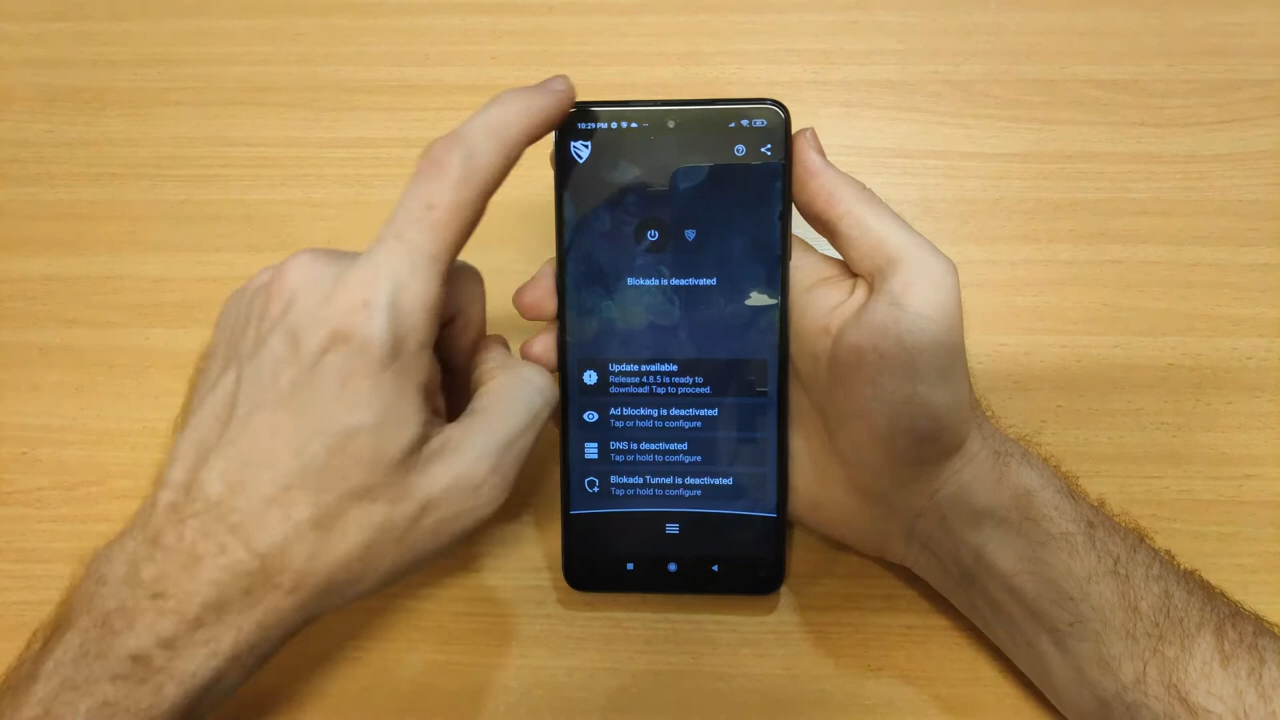 10:29 PM
Blokada is deactivated
Update available
Release 4.8.5 is ready to
download! Tap to proceed.
Ad blocking is deactivated
Tap or hold to configure
DNS is deactivated
Tap or hold to configure
Blokada Tunnel is deactivated
Tap or hold to configure